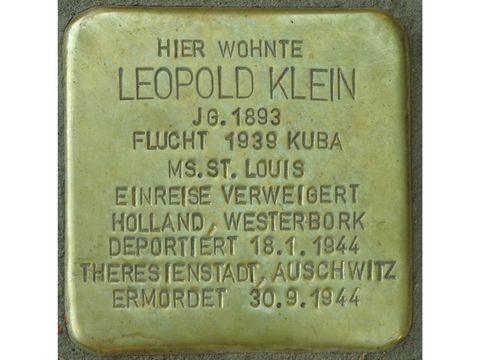 HIER WOHNTE
LEOPOLD KLEIN
JG. 1893
FLUCHT 1939 KUBA
MS. ST. LOUIS
EINREISE VERWEIGERT
HOLLAND, WESTERBORK
DEPORTIERT 18.1.1944
THERESIENSTADT, AUSCHWITZ
ERMORDET 30.9.1944